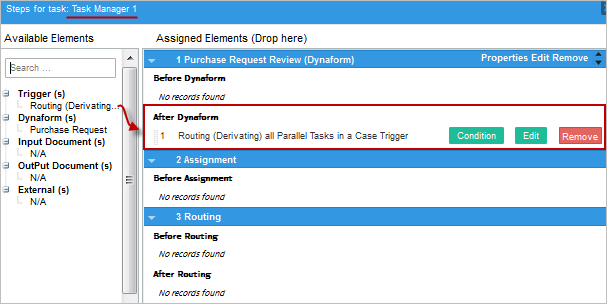 Steps for task: Task Manager 1
Available Elements
Assigned Elements (Drop here)
Search ...
Trigger (s)
Routing (Derivating...
Dynaform (s)
Purchase Request
Input Document (s)
N/A
OutPut Document (s)
N/A
External (s)
N/A
1 Purchase Request Review (Dynaform)
Properties Edit Remove
Before Dynaform
No records found
After Dynaform
1 Routing (Derivating) all Parallel Tasks in a Case Trigger
Condition Edit Remove
2 Assignment
Before Assignment
No records found
3 Routing
Before Routing
No records found
After Routing
No records found